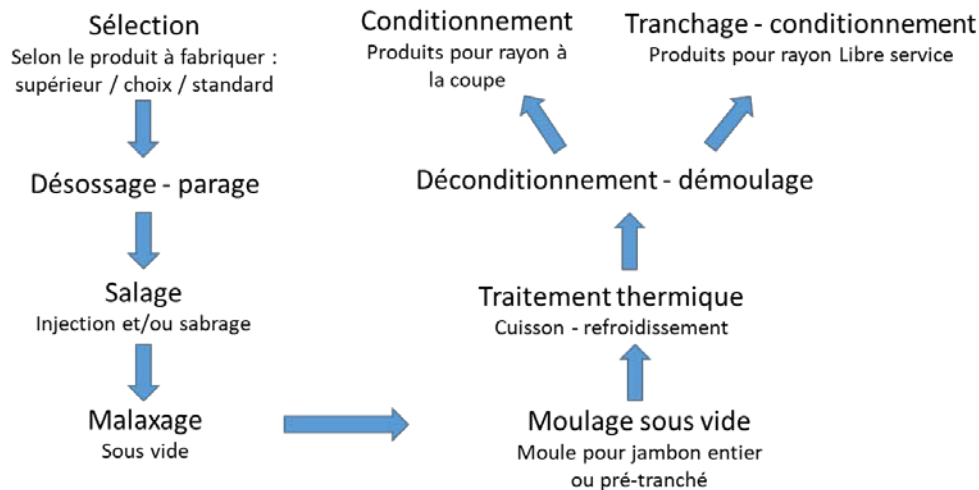 Sélection
Selon le produit à fabriquer :
supérieur / choix / standard
Désossage - parage
Salage
Injection et/ou sabrage
Malaxage
Sous vide
Moulage sous vide
Moule pour jambon entier
ou pré-tranché
Traitement thermique
Cuisson - refroidissement
Déconditionnement - démoulage
Conditionnement
Produits pour rayon à
la coupe
Tranchage - conditionnement
Produits pour rayon Libre service